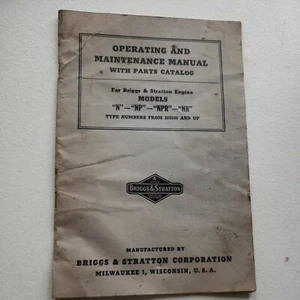 OPERATING AND
MAINTENANCE MANUAL
WITH PARTS CATALOG
For Briggs & Stratton Engine
MODELS
"N"—"NP"—"NPR"—"NR"
TYPE NUMBERS FROM AND UP
BRIGGS & STRATTON
MANUFACTURED BY
BRIGGS & STRATTON CORPORATION
MILWAUKEE 1, WISCONSIN, U.S.A.